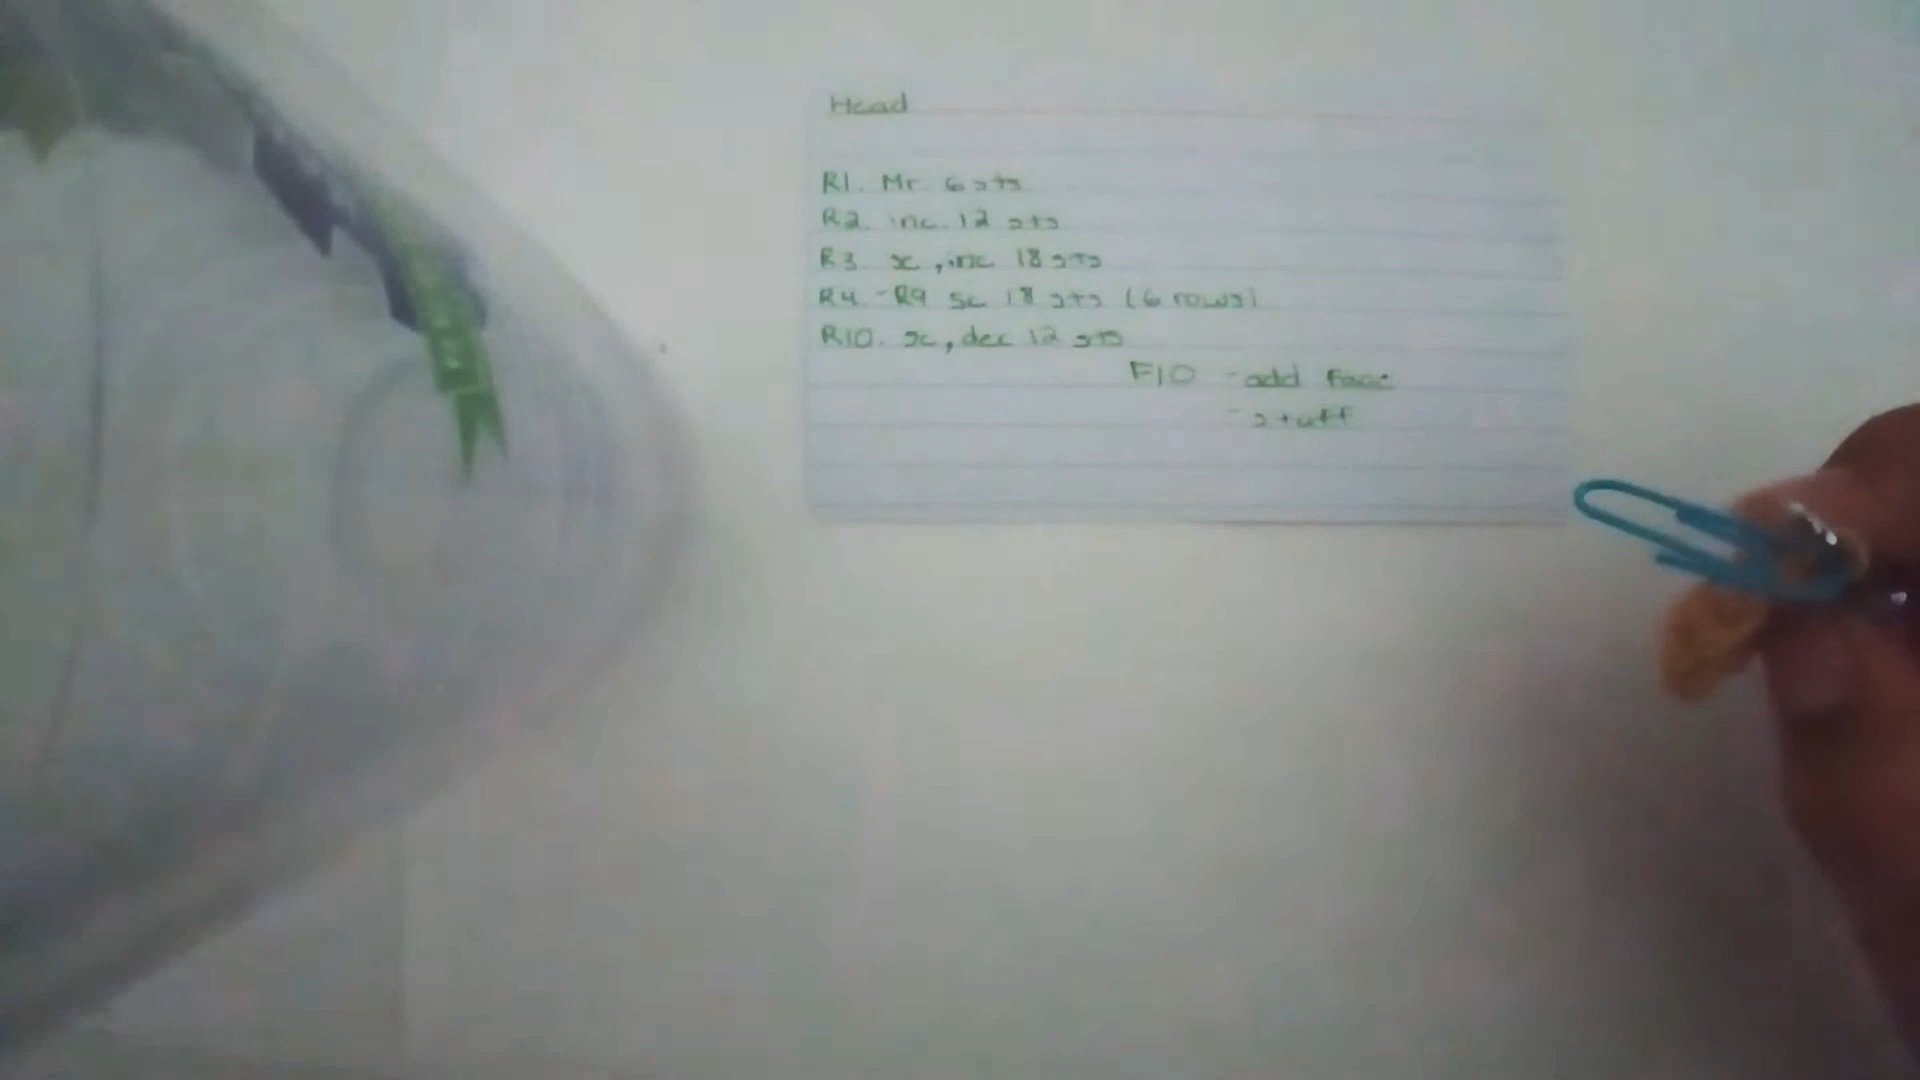 Head
R1. Mr 6 sts
R2. inc. 12 sts
R3 sc, inc 18 sts
R4 - R9 sc 18 sts (6 rows)
R10. sc, dec 12 sts
F10 - add Face
- stuff